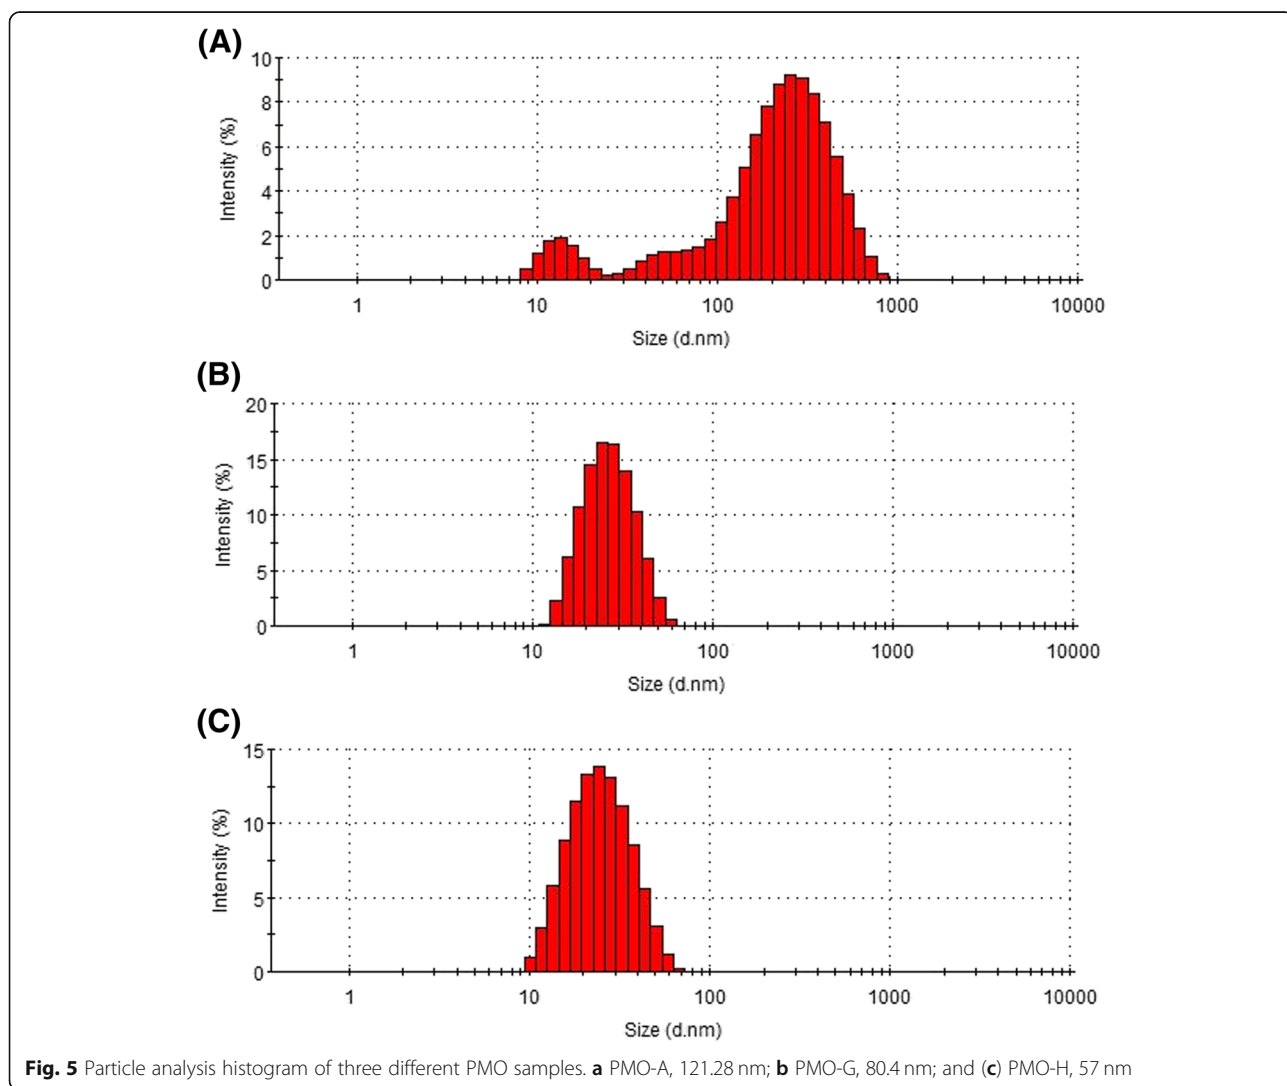 (A)
10
8
6
4
2
0
Intensity (%)
1 10 100 1000 10000
Size (d.nm)
(B)
20
15
10
5
0
Intensity (%)
1 10 100 1000 10000
Size (d.nm)
(C)
15
10
5
0
Intensity (%)
1 10 100 1000 10000
Size (d.nm)
Fig. 5 Particle analysis histogram of three different PMO samples. a PMO-A, 121.28 nm; b PMO-G, 80.4 nm; and (c) PMO-H, 57 nm